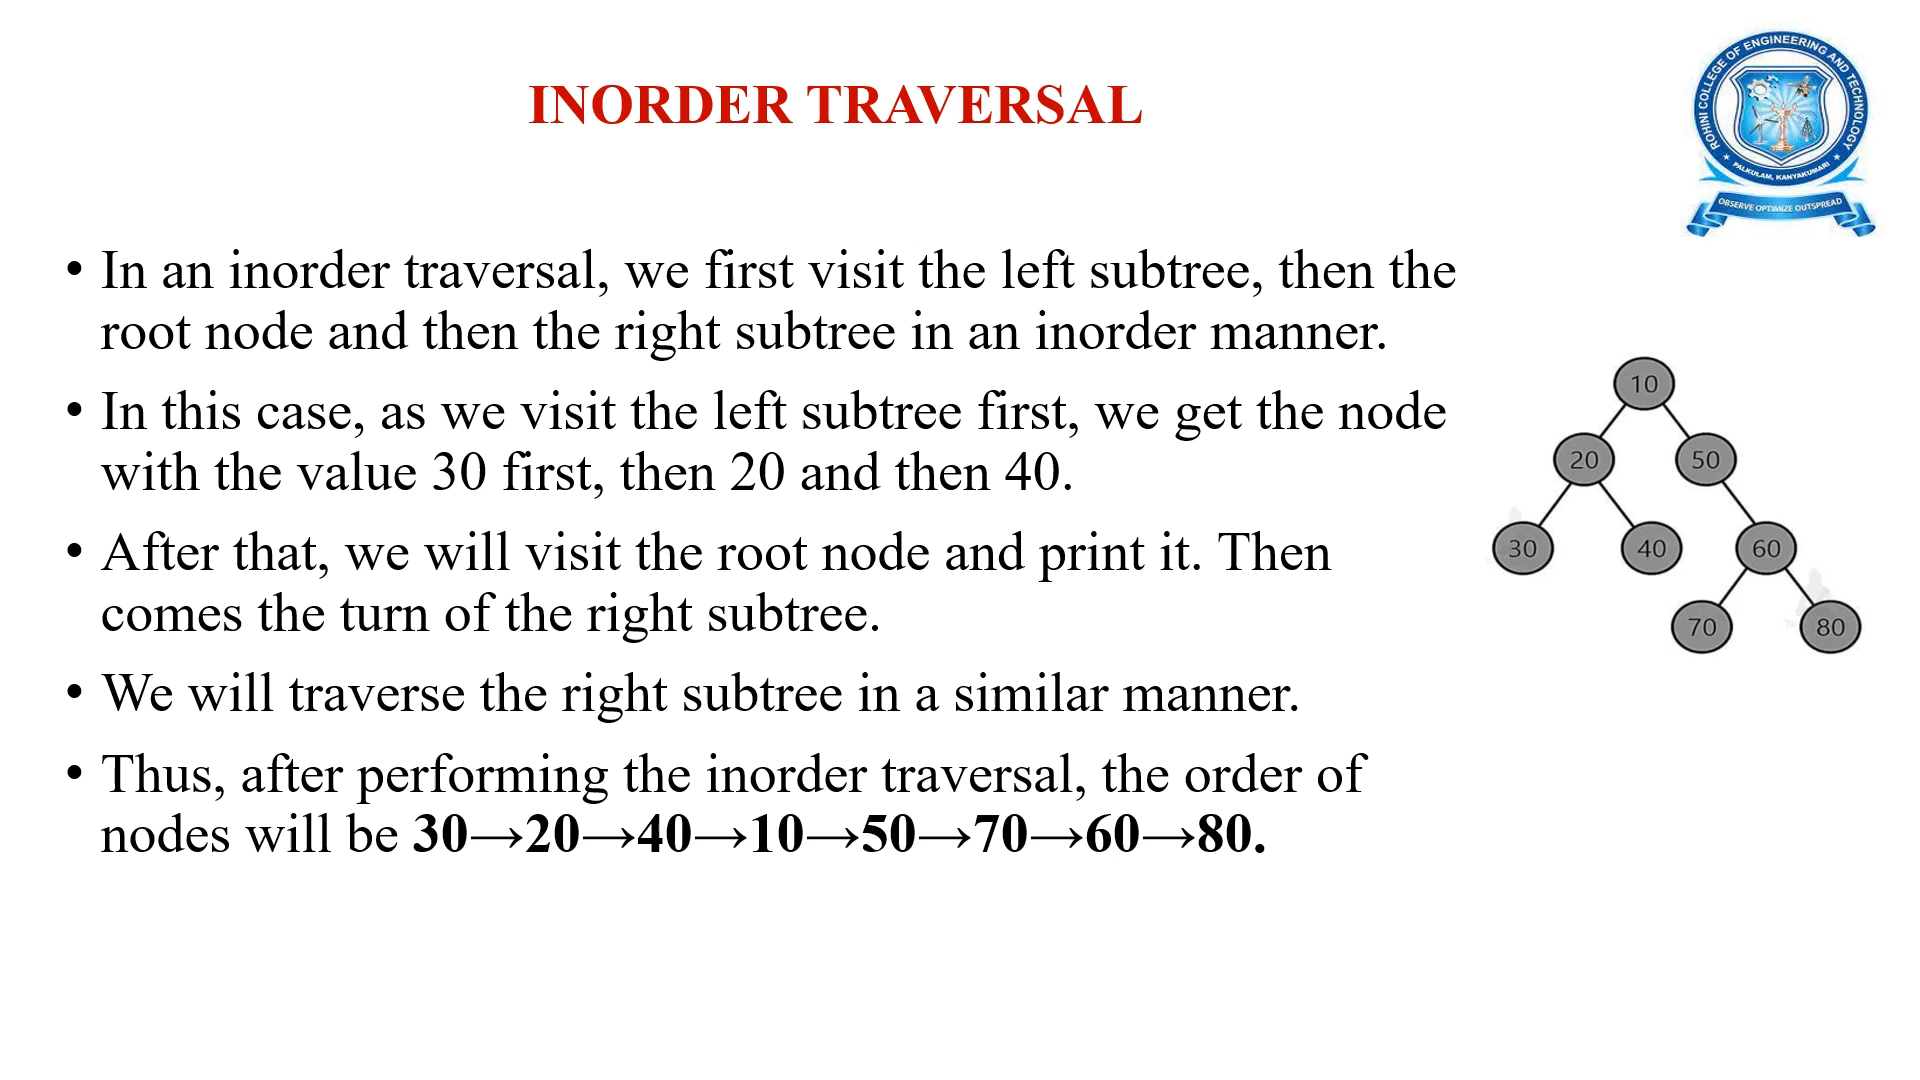 INORDER TRAVERSAL
ROHINI COLLEGE OF ENGINEERING AND TECHNOLOGY
PALKULAM, KANYAKUMARI
OBSERVE OPTIMIZE OUTSPREAD
• In an inorder traversal, we first visit the left subtree, then the
root node and then the right subtree in an inorder manner.
• In this case, as we visit the left subtree first, we get the node
with the value 30 first, then 20 and then 40.
• After that, we will visit the root node and print it. Then
comes the turn of the right subtree.
• We will traverse the right subtree in a similar manner.
• Thus, after performing the inorder traversal, the order of
nodes will be 30→20→40→10→50→70→60→80.
10
20 50
30 40 60
70 80